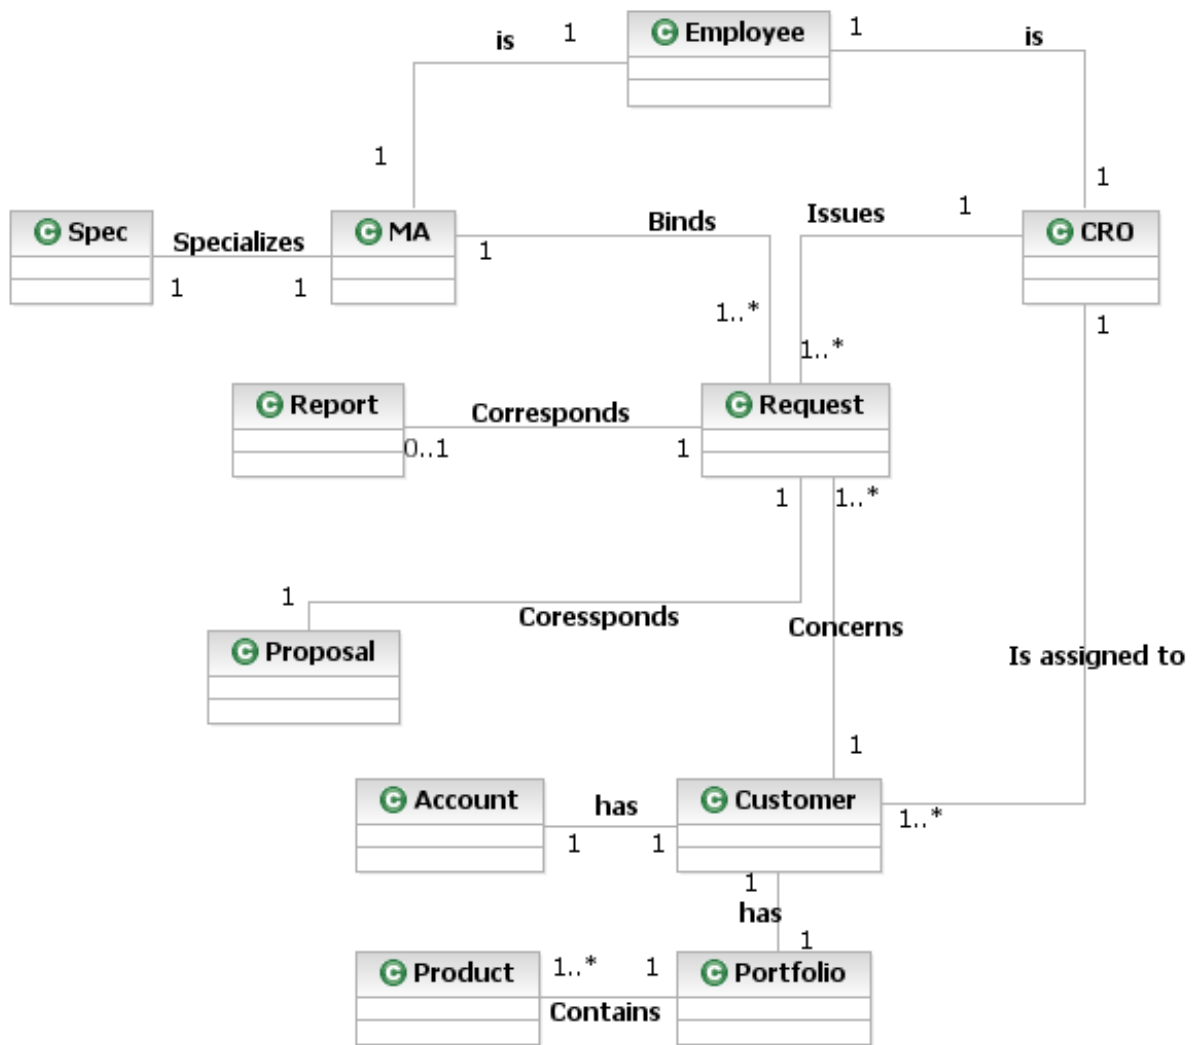 is
1
C Employee
1
is
1
1
C Spec
Specializes
1
1
C MA
1
Binds
1..*
Issues
1
1..*
C CRO
1
C Report
0..1
Corresponds
1
C Request
1
1..*
1
Coressponds
Concerns
Is assigned to
C Proposal
1
C Account
1
has
1
C Customer
1..*
1
has
1
C Product
1..*
1
Contains
C Portfolio